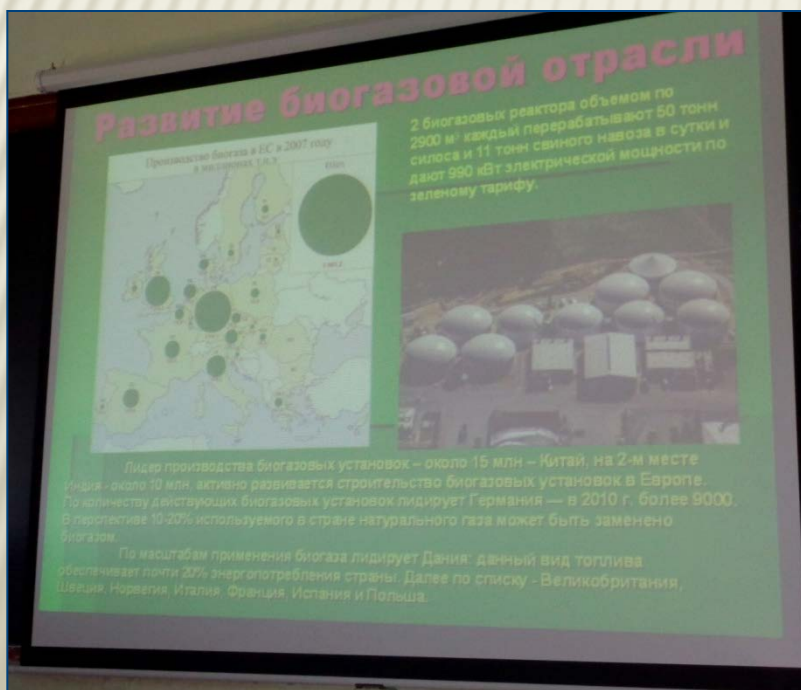 Развитие биогазовой отрасли
2 биогазовых реактора объемом по
2900 м³ каждый перерабатывают 50 тонн
силоса и 11 тонн свиного навоза в сутки и
дают 990 кВт электрической мощности по
зеленому тарифу.
Производство биогаза в ЕС в 2007 году
Лидер производства биогазовых установок – около 15 млн – Китай, на 2-м месте
Индия - около 10 млн, активно развивается строительство биогазовых установок в Европе.
По количеству действующих биогазовых установок лидирует Германия — в 2010 г. более 9000.
В перспективе 10-20% используемого в стране натурального газа может быть заменено
биогазом.
По масштабам применения биогаза лидирует Дания: данный вид топлива
обеспечивает почти 20% энергопотребления страны. Далее по списку - Великобритания,
Швеция, Норвегия, Италия, Франция, Испания и Польша.